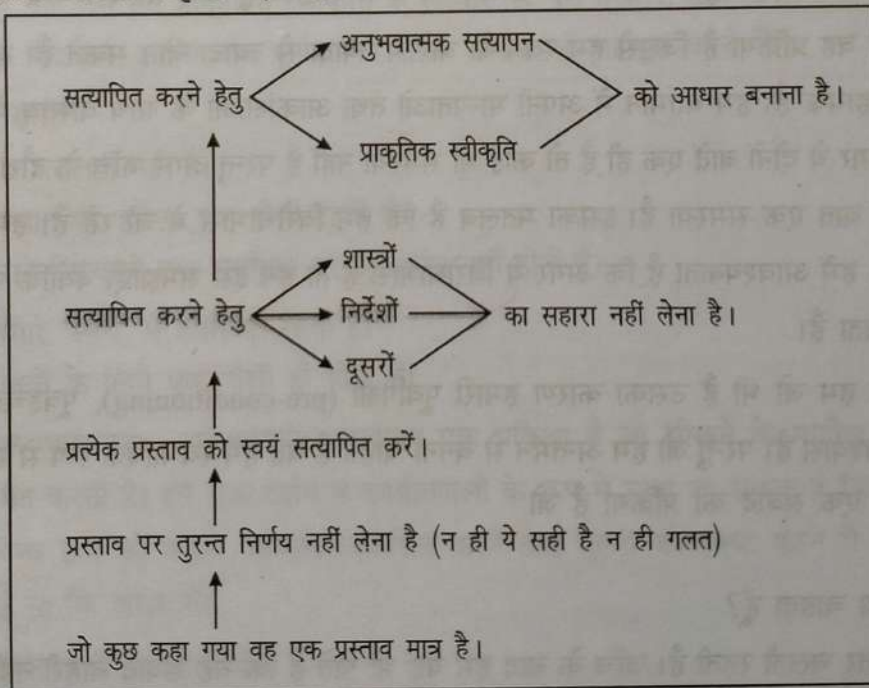 अनुभवात्मक सत्यापन
सत्यापित करने हेतु
को आधार बनाना है।
प्राकृतिक स्वीकृति
शास्त्रों
सत्यापित करने हेतु
निर्देशों
का सहारा नहीं लेना है।
दूसरों
प्रत्येक प्रस्ताव को स्वयं सत्यापित करें।
प्रस्ताव पर तुरन्त निर्णय नहीं लेना है (न ही ये सही है न ही गलत)
जो कुछ कहा गया वह एक प्रस्ताव मात्र है।